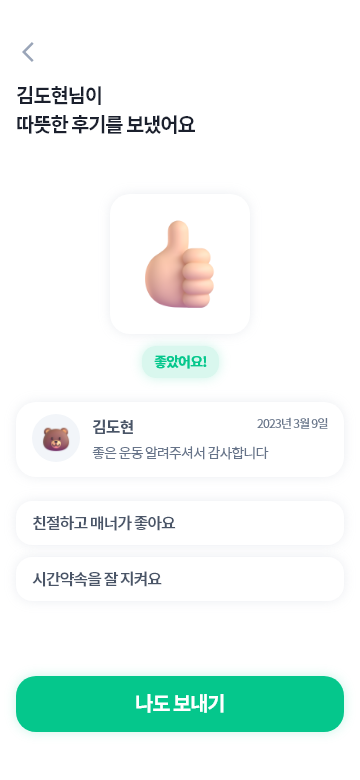 김도현님이
따뜻한 후기를 보냈어요
좋았어요!
김도현
2023년 3월 9일
좋은 운동 알려주셔서 감사합니다
친절하고 매너가 좋아요
시간약속을 잘 지켜요
나도 보내기